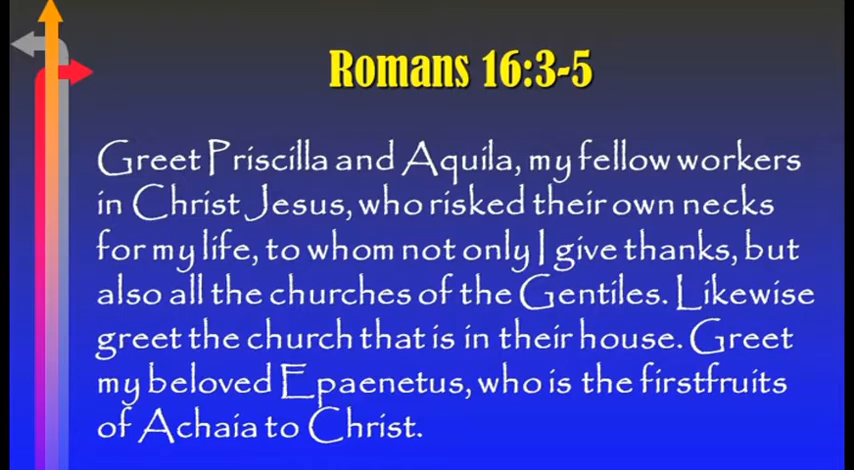 Romans 16:3-5
Greet Priscilla and Aquila, my fellow workers
in Christ Jesus, who risked their own necks
for my life, to whom not only I give thanks, but
also all the churches of the Gentiles. Likewise
greet the church that is in their house. Greet
my beloved Epaenetus, who is the firstfruits
of Achaia to Christ.